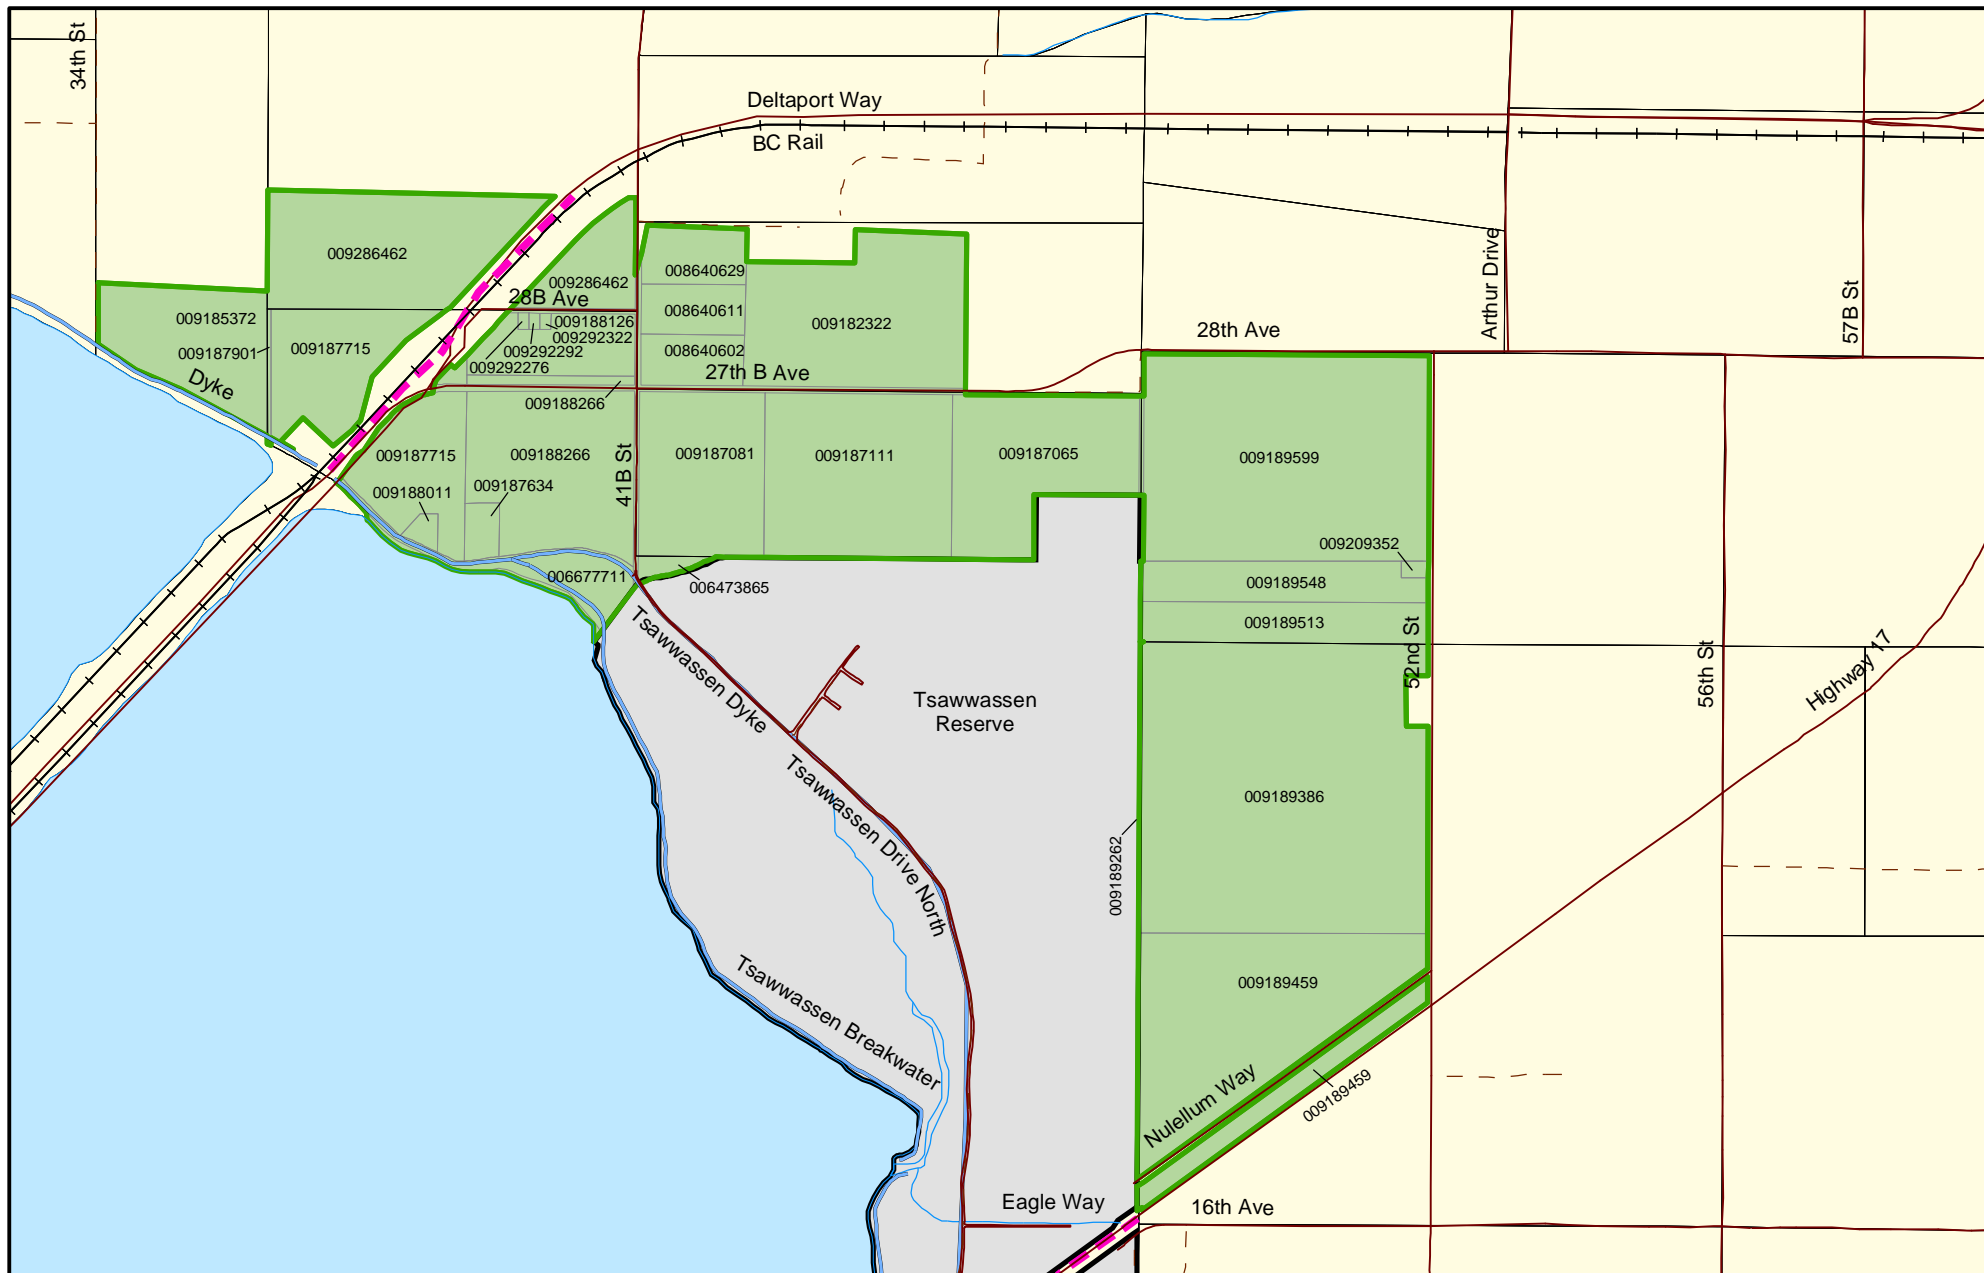 34th St
Deltaport Way
BC Rail
009286462
009286462
28B Ave
009185372
009187901
009187715
Dyke
009188126
009292322
009292292
009292276
009188266
008640629
008640611
008640602
009182322
27th B Ave
28th Ave
Arthur Drive
57B St
009187715
009188266
009188011
009187634
41B St
009187081
009187111
009187065
009189599
009209352
009189548
009189513
006677711
006473865
52nd St
56th St
Highway 17
Tsawwassen Dyke
Tsawwassen
Reserve
Tsawwassen Drive North
009189386
009189262
009189459
Tsawwassen Breakwater
Nulellum Way
009189459
Eagle Way
16th Ave